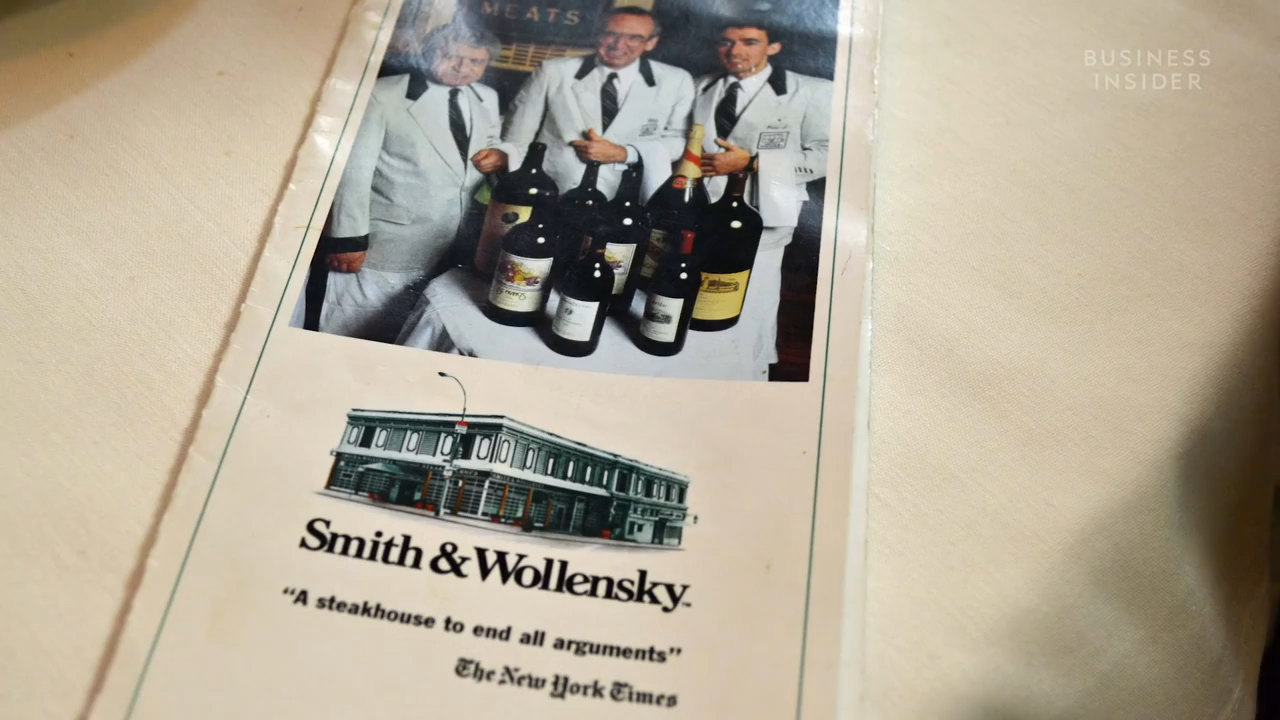 MEATS
BUSINESS
INSIDER
Smith & Wollensky
“A steakhouse to end all arguments”
The New York Times